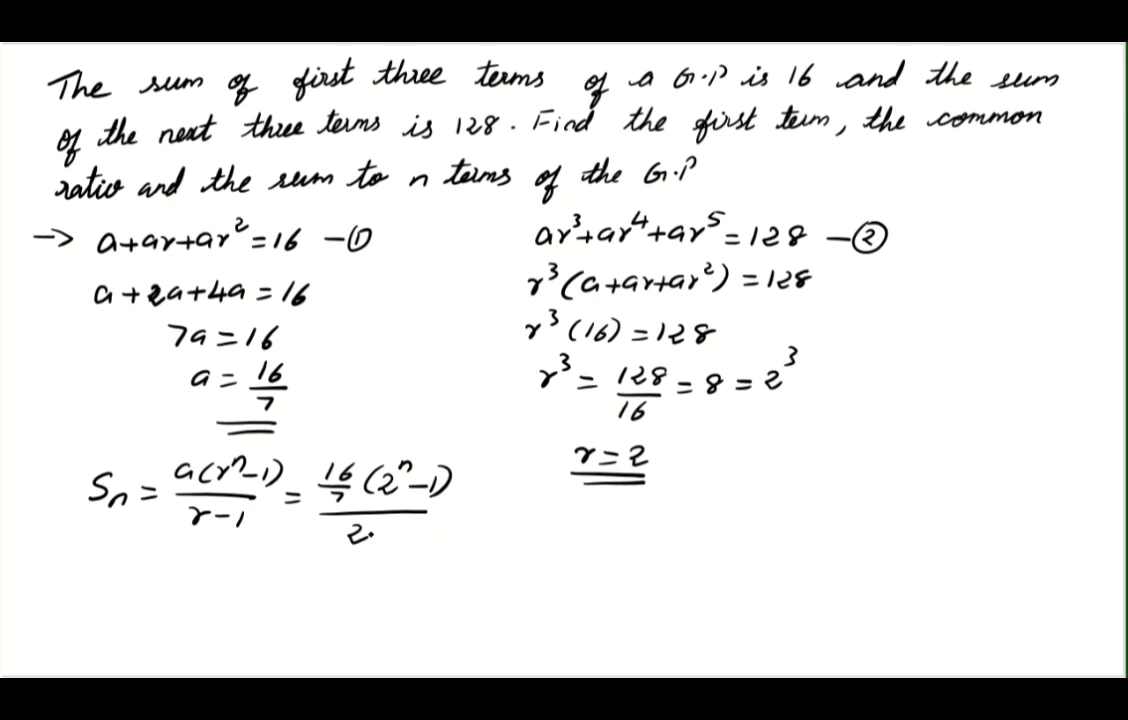 The sum of first three terms of a G.P is 16 and the sum
of the next three terms is 128. Find the first term, the common
ratio and the sum to n terms of the G.P
-> a+ar+ar² = 16 -①
a + 2a + 4a = 16
7a = 16
a = 16/7
Sₙ = a(rⁿ-1)/r-1 = 16/7 (2ⁿ-1)/2.
ar³+ar⁴+ar⁵ = 128 -②
r³(a+ar+ar²) = 128
r³(16) = 128
r³ = 128/16 = 8 = 2³
r = 2